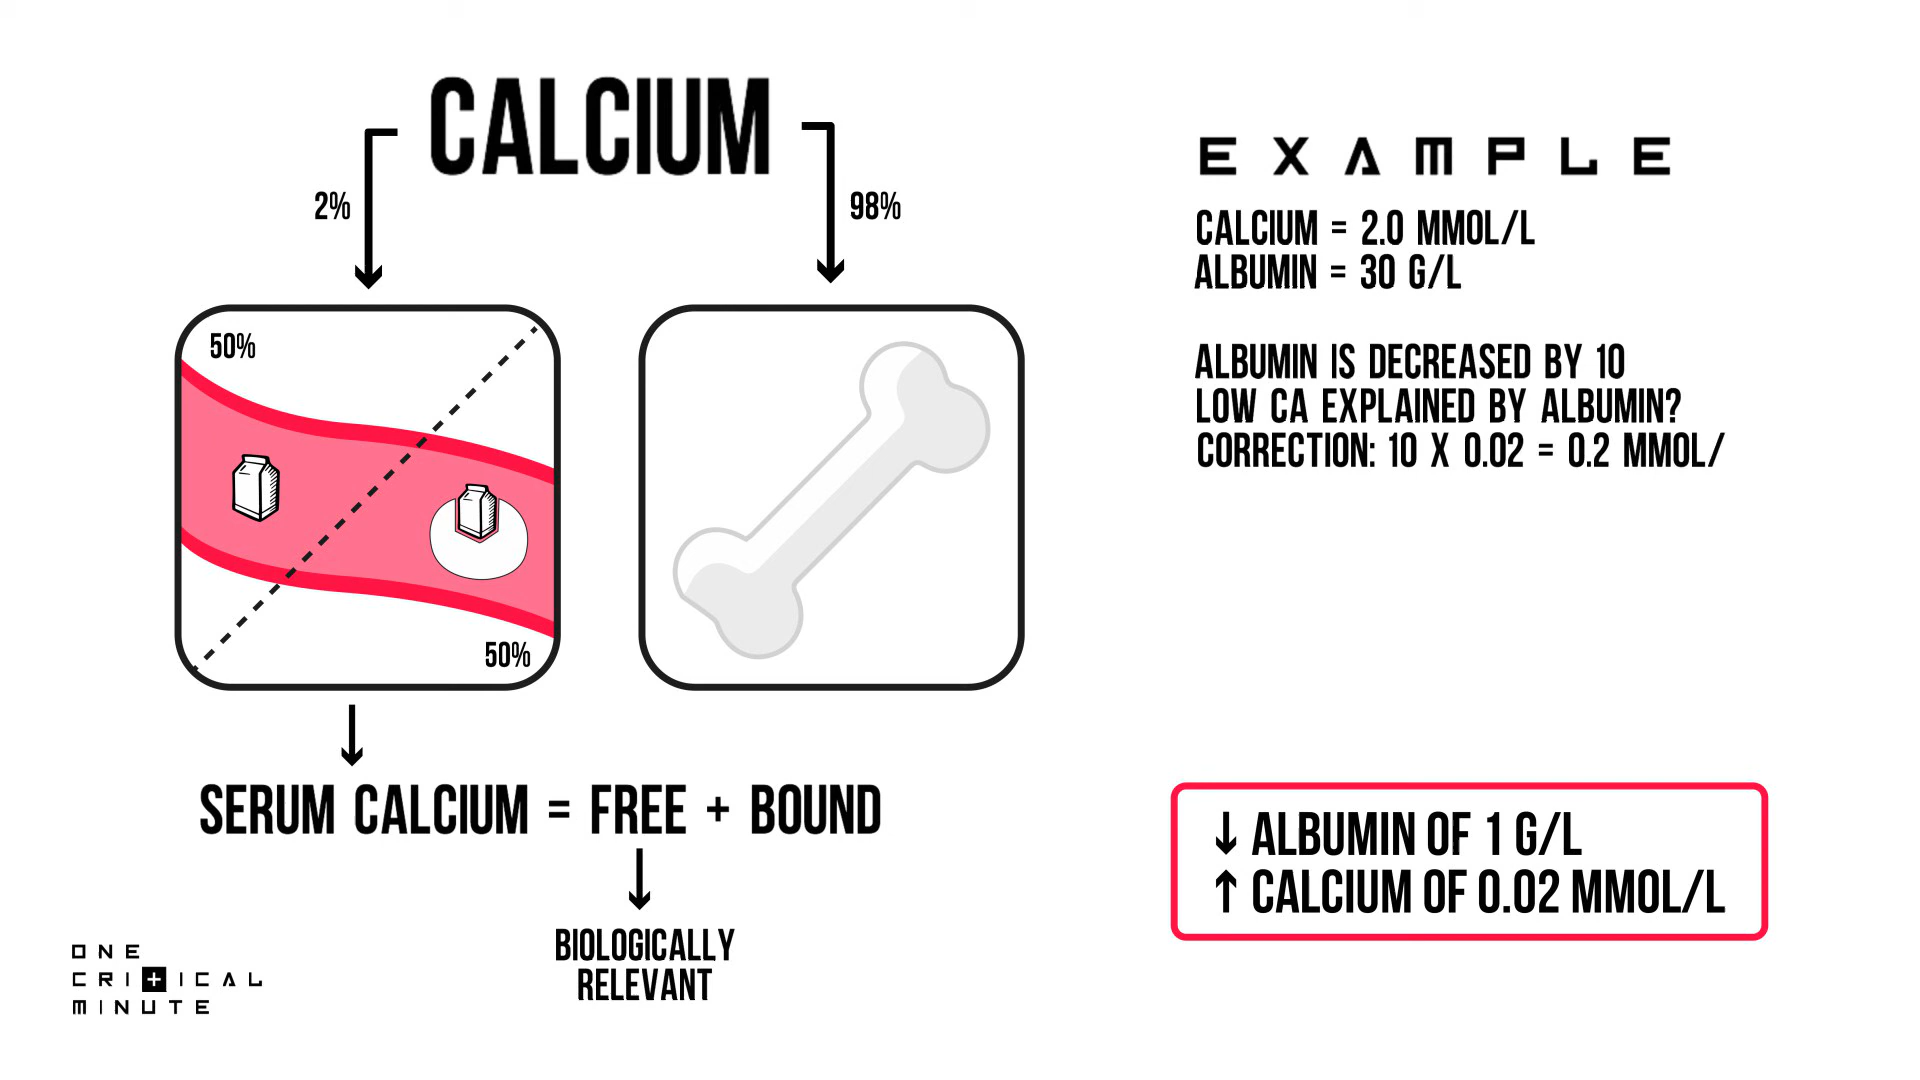 CALCIUM
2%
98%
50%
50%
SERUM CALCIUM = FREE + BOUND
BIOLOGICALLY
RELEVANT
EXAMPLE
CALCIUM = 2.0 MMOL/L
ALBUMIN = 30 G/L
ALBUMIN IS DECREASED BY 10
LOW CA EXPLAINED BY ALBUMIN?
CORRECTION: 10 X 0.02 = 0.2 MMOL/
↓ ALBUMIN OF 1 G/L
↑ CALCIUM OF 0.02 MMOL/L
ONE
CRI+ICAL
MINUTE